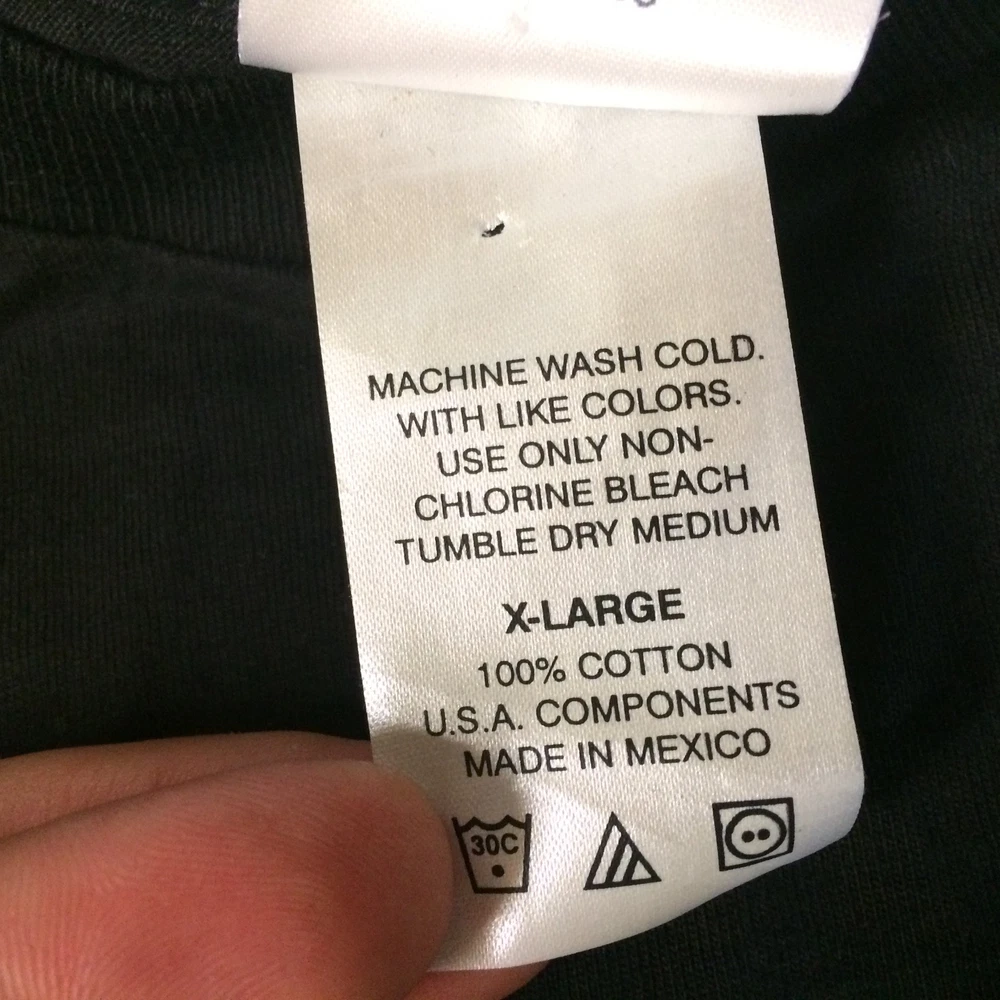 MACHINE WASH COLD.
WITH LIKE COLORS.
USE ONLY NON-
CHLORINE BLEACH
TUMBLE DRY MEDIUM
X-LARGE
100% COTTON
U.S.A. COMPONENTS
MADE IN MEXICO
30C